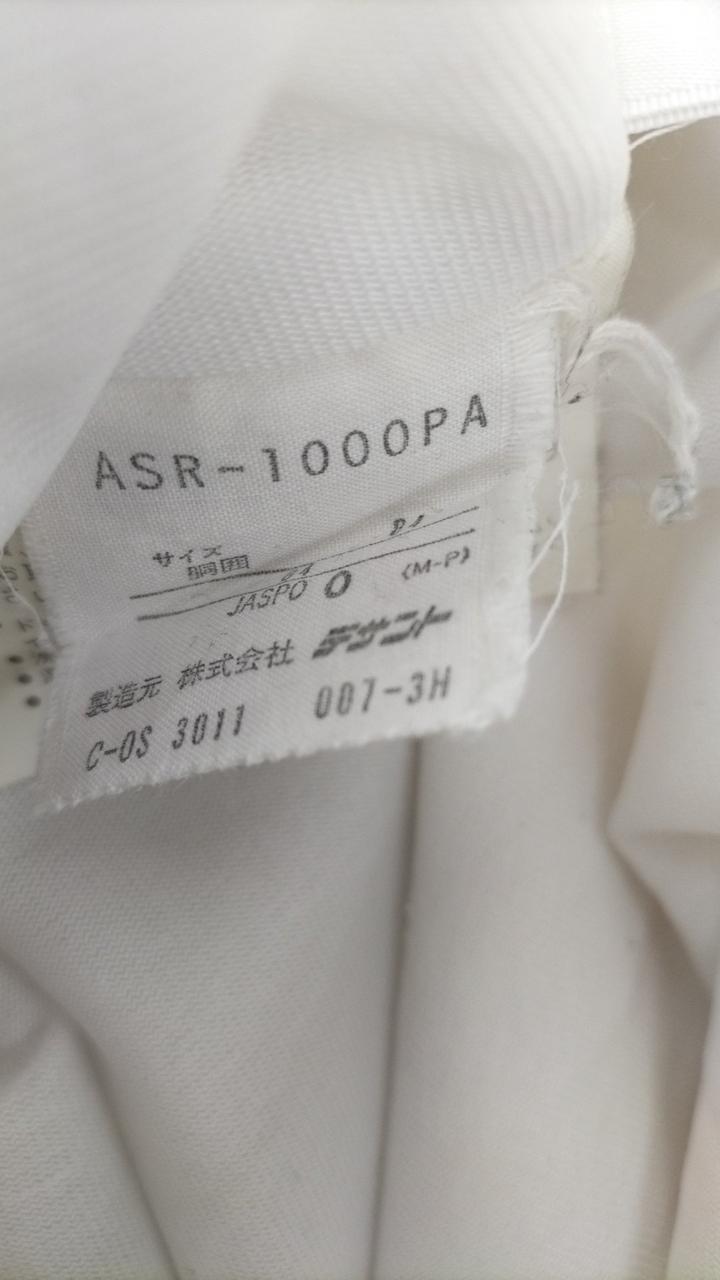 ASR-1000PA
サイズ
胴囲
JASPO O (M-P)
製造元 株式会社 デサント
C-OS 3011 007-3H